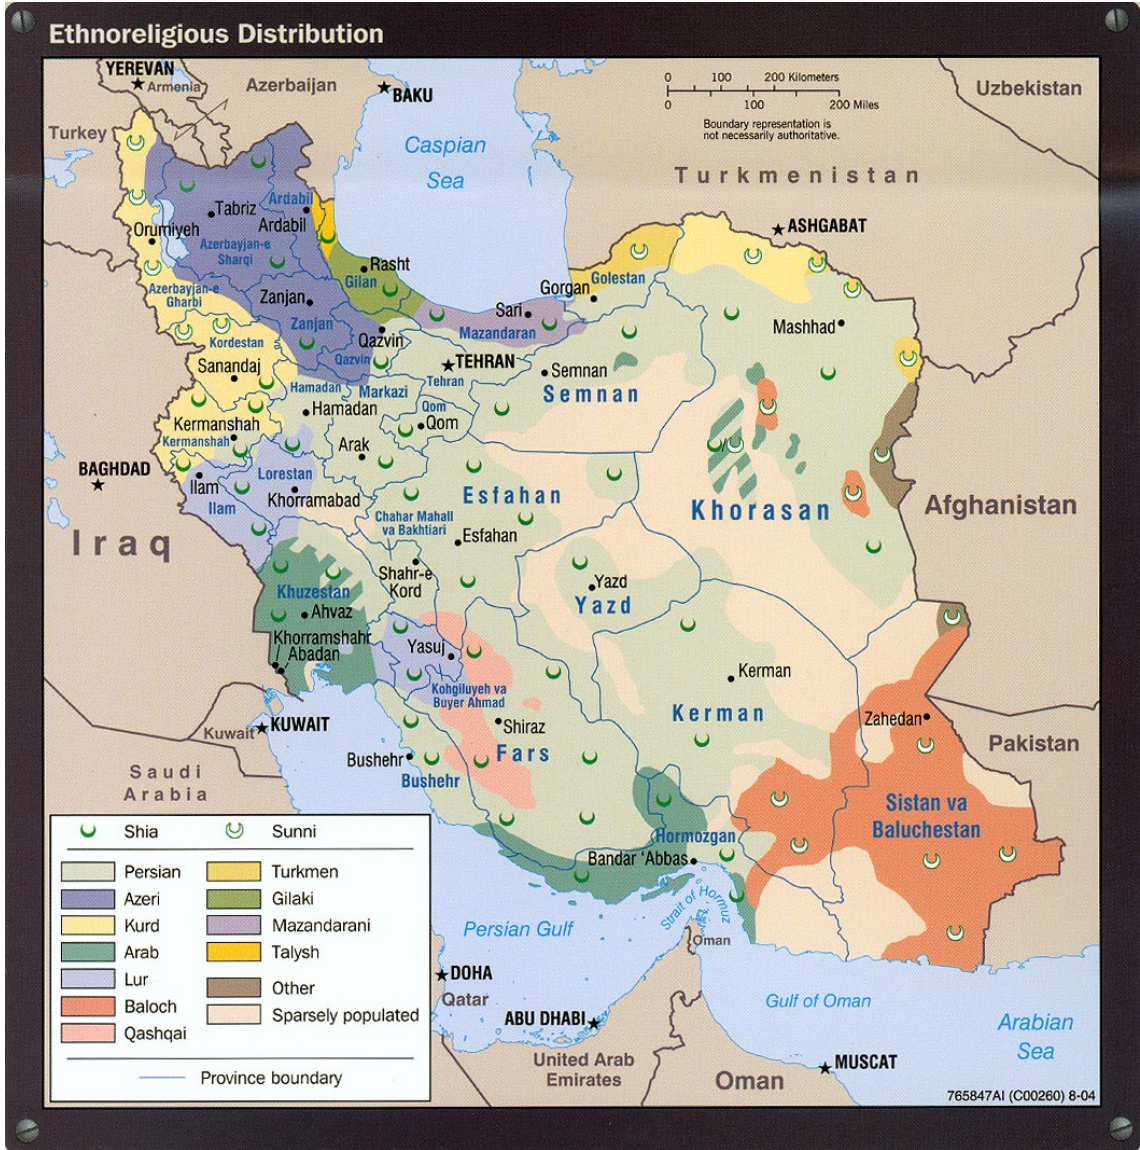 Ethnoreligious Distribution
YEREVAN
Armenia
Azerbaijan
BAKU
Turkey
Caspian
Sea
0 100 200 Kilometers
0 100 200 Miles
Boundary representation is
not necessarily authoritative.
Uzbekistan
Turkmenistan
ASHGABAT
Orumiyeh
Tabriz
Ardabil
Ardabil
Azerbayjan-e
Sharqi
Azerbayjan-e
Gharbi
Rasht
Gilan
Zanjan
Zanjan
Gorgan
Golestan
Sari
Mazandaran
Mashhad
Kordestan
Qazvin
Qazvin
Sanandaj
TEHRAN
Tehran
Semnan
Semnan
Hamadan
Markazi
Hamadan
Qom
Qom
Kermanshah
Kermanshah
Arak
BAGHDAD
Ilam
Ilam
Lorestan
Khorramabad
Esfahan
Khorasan
Afghanistan
Iraq
Chahar Mahall
va Bakhtiari
Esfahan
Shahr-e
Kord
Yazd
Yazd
Khuzestan
Ahvaz
Khorramshahr
Abadan
Yasuj
Kohgiluyeh va
Buyer Ahmad
Kerman
Kerman
Shiraz
Fars
Zahedan
Kuwait
KUWAIT
Bushehr
Bushehr
Saudi
Arabia
Pakistan
Sistan va
Baluchestan
Hormozgan
Bandar ‘Abbas
Strait of Hormuz
Oman
Persian Gulf
DOHA
Qatar
ABU DHABI
United Arab
Emirates
Gulf of Oman
Arabian
Sea
MUSCAT
Oman
Shia
Sunni
Persian
Azeri
Kurd
Arab
Lur
Baloch
Qashqai
Turkmen
Gilaki
Mazandarani
Talysh
Other
Sparsely populated
Province boundary
765847AI (C00260) 8-04